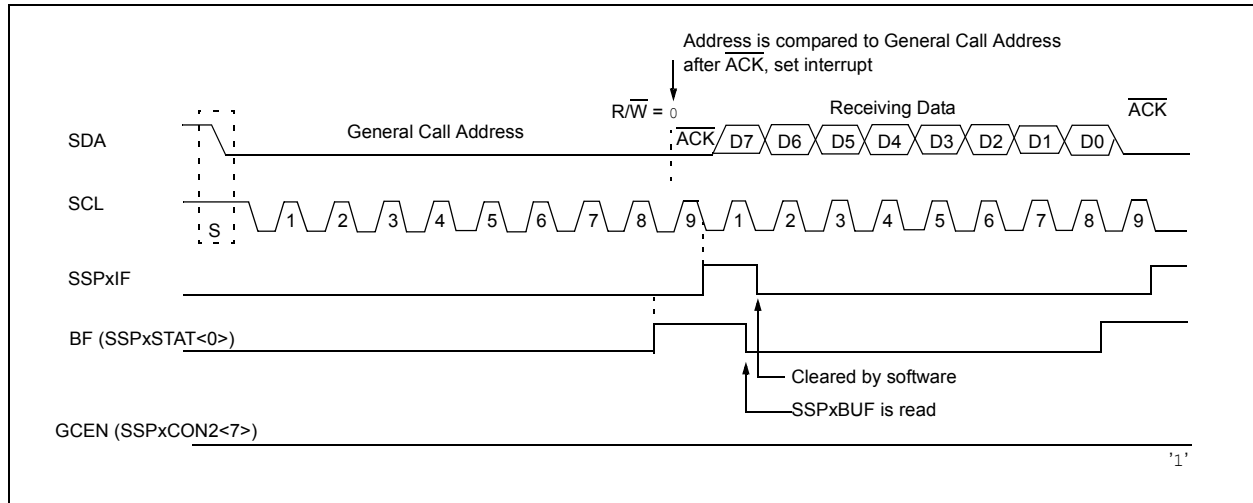 Address is compared to General Call Address
after ACK, set interrupt
R/W = 0
Receiving Data
ACK
SDA
General Call Address
ACK D7 D6 D5 D4 D3 D2 D1 D0
SCL
S
1 2 3 4 5 6 7 8 9 1 2 3 4 5 6 7 8 9
SSPxIF
BF (SSPxSTAT<0>)
Cleared by software
SSPxBUF is read
GCEN (SSPxCON2<7>)
'1'